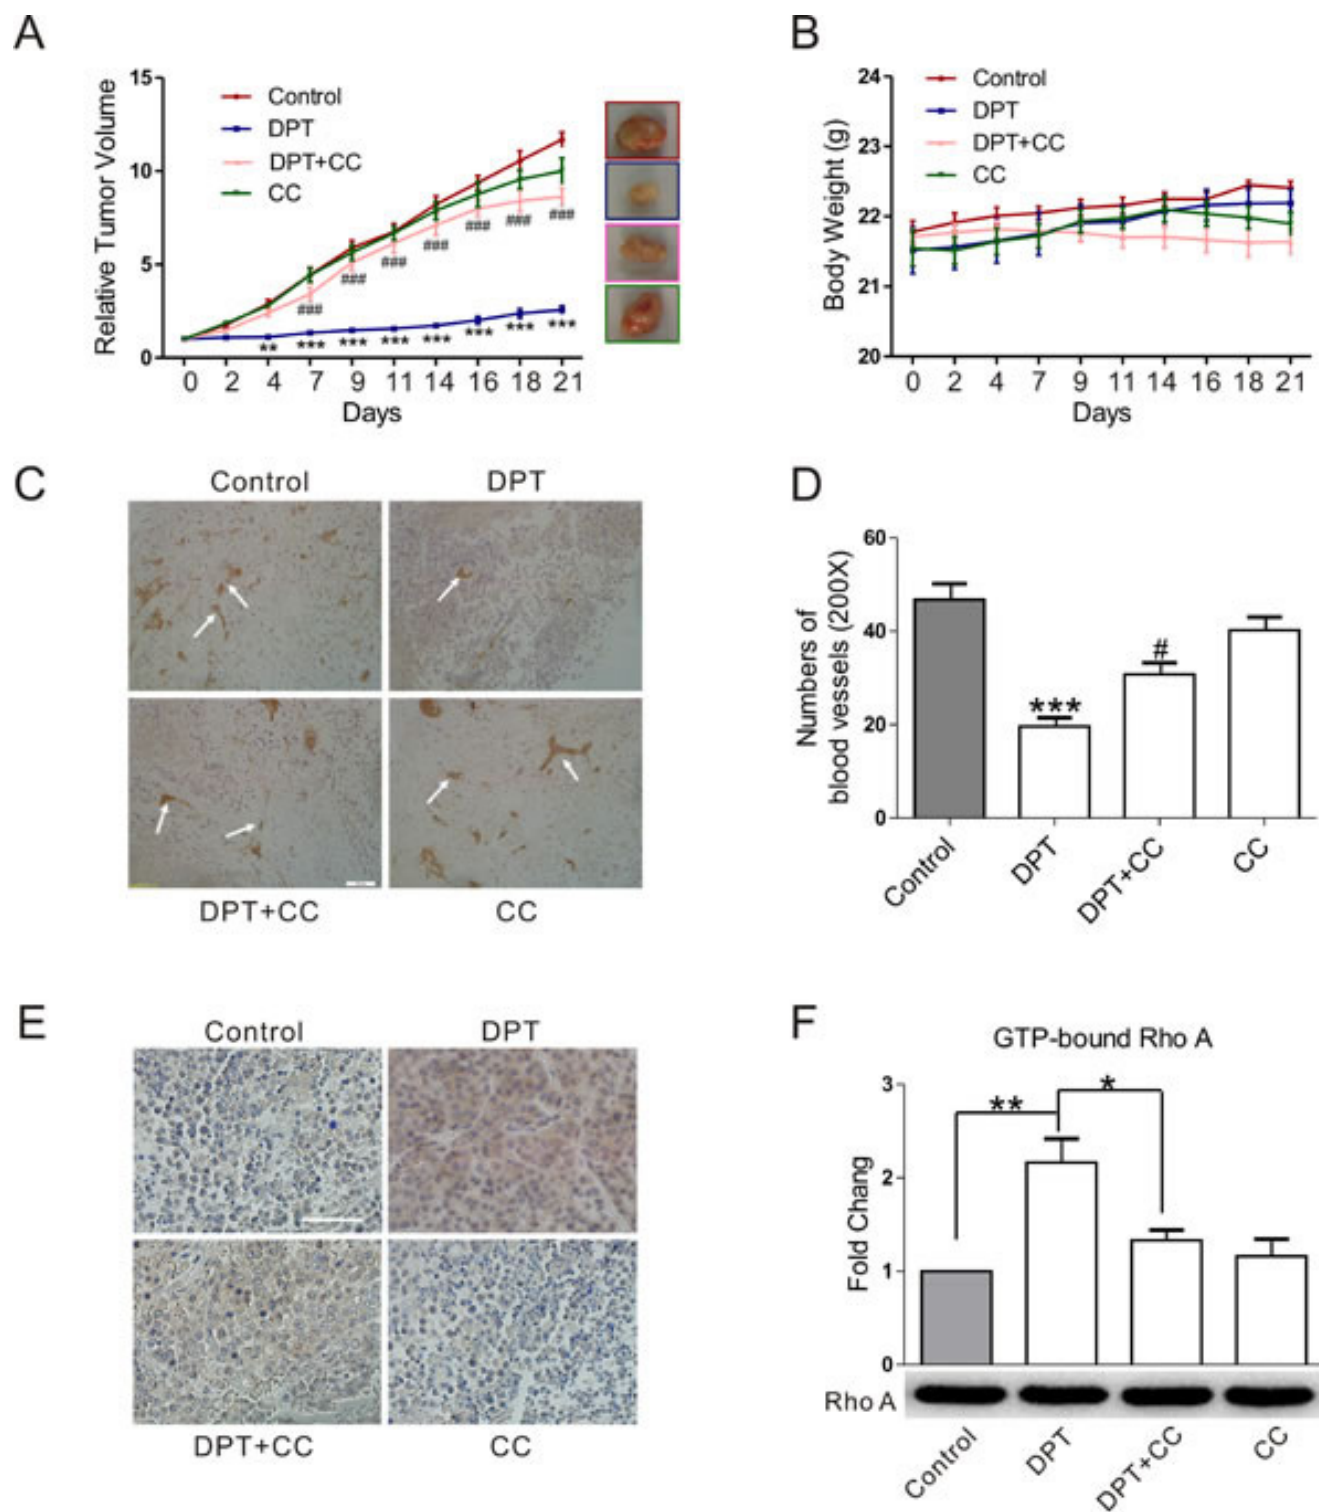 A
15
10
5
0
Relative Tumor Volume
Control
DPT
DPT+CC
CC
###
###
###
###
###
###
###
**
***
***
***
***
***
***
***
0 2 4 7 9 11 14 16 18 21
Days
B
24
23
22
21
20
Body Weight (g)
Control
DPT
DPT+CC
CC
0 2 4 7 9 11 14 16 18 21
Days
C
Control DPT
DPT+CC CC
D
60
40
20
0
Numbers of
blood vessels (200X)
***
#
Control
DPT
DPT+CC
CC
E
Control DPT
DPT+CC CC
F
GTP-bound Rho A
3
2
1
0
Fold Chang
**
*
Rho A
Control
DPT
DPT+CC
CC